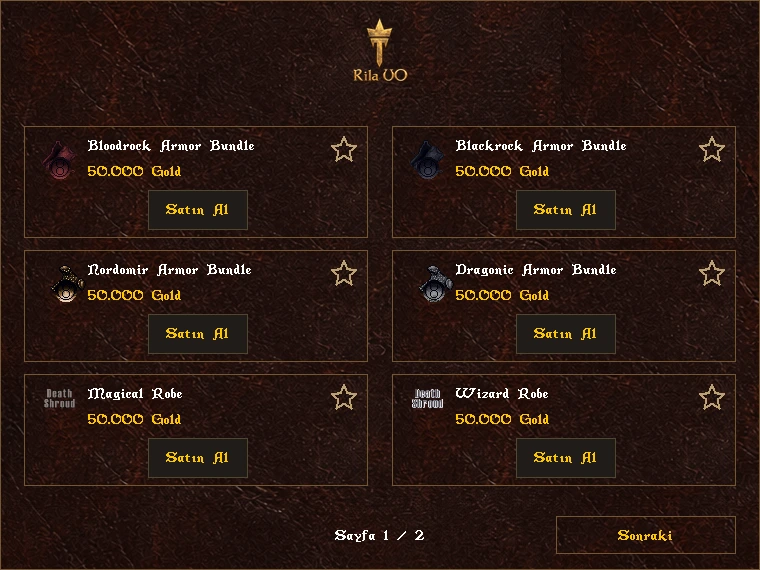 Rila UO
Bloodrock Armor Bundle
50.000 Gold
Satın Al
Blackrock Armor Bundle
50.000 Gold
Satın Al
Nordomir Armor Bundle
50.000 Gold
Satın Al
Dragonic Armor Bundle
50.000 Gold
Satın Al
Death
Shroud
Magical Robe
50.000 Gold
Satın Al
Death
Shroud
Wizard Robe
50.000 Gold
Satın Al
Sayfa 1 / 2
Sonraki